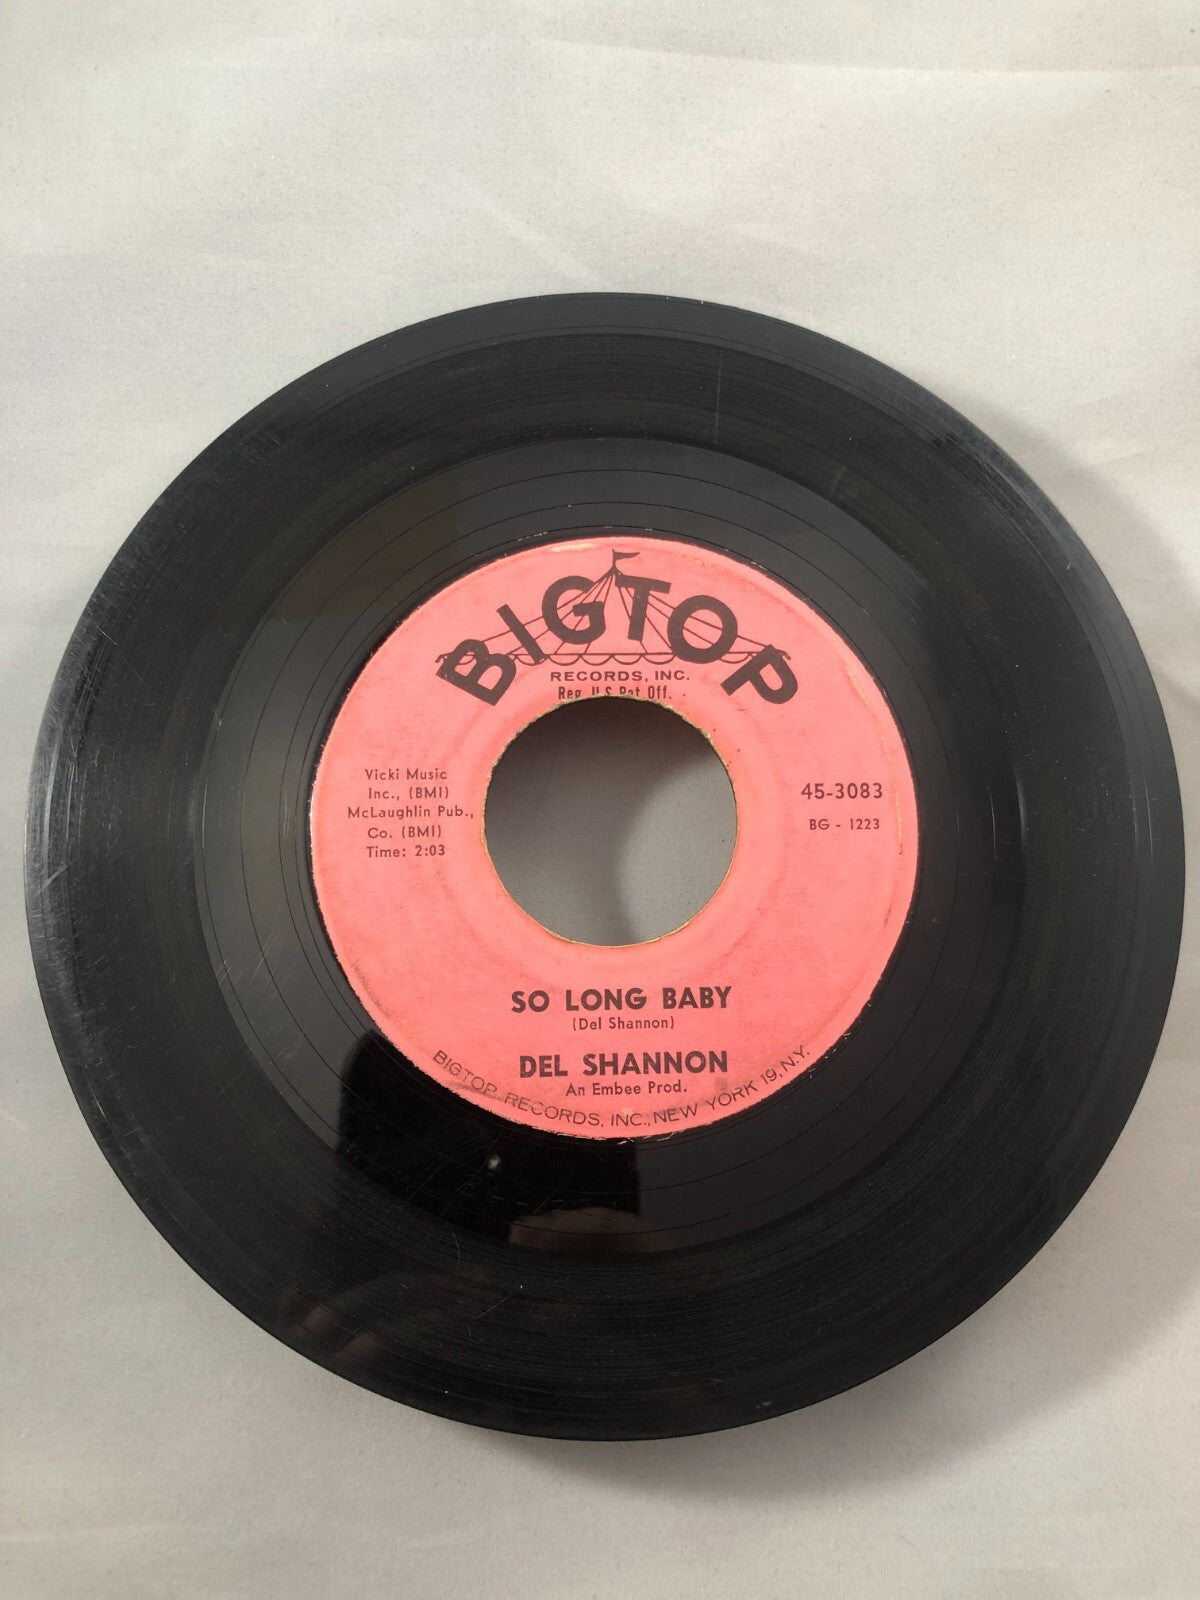 BIGTOP
RECORDS, INC.
Reg. U.S. Pat Off.
Vicki Music
Inc., (BMI)
McLaughlin Pub.,
Co. (BMI)
Time: 2:03
45-3083
BG - 1223
SO LONG BABY
(Del Shannon)
DEL SHANNON
An Embee Prod.
BIGTOP RECORDS, INC., NEW YORK 19, N.Y.